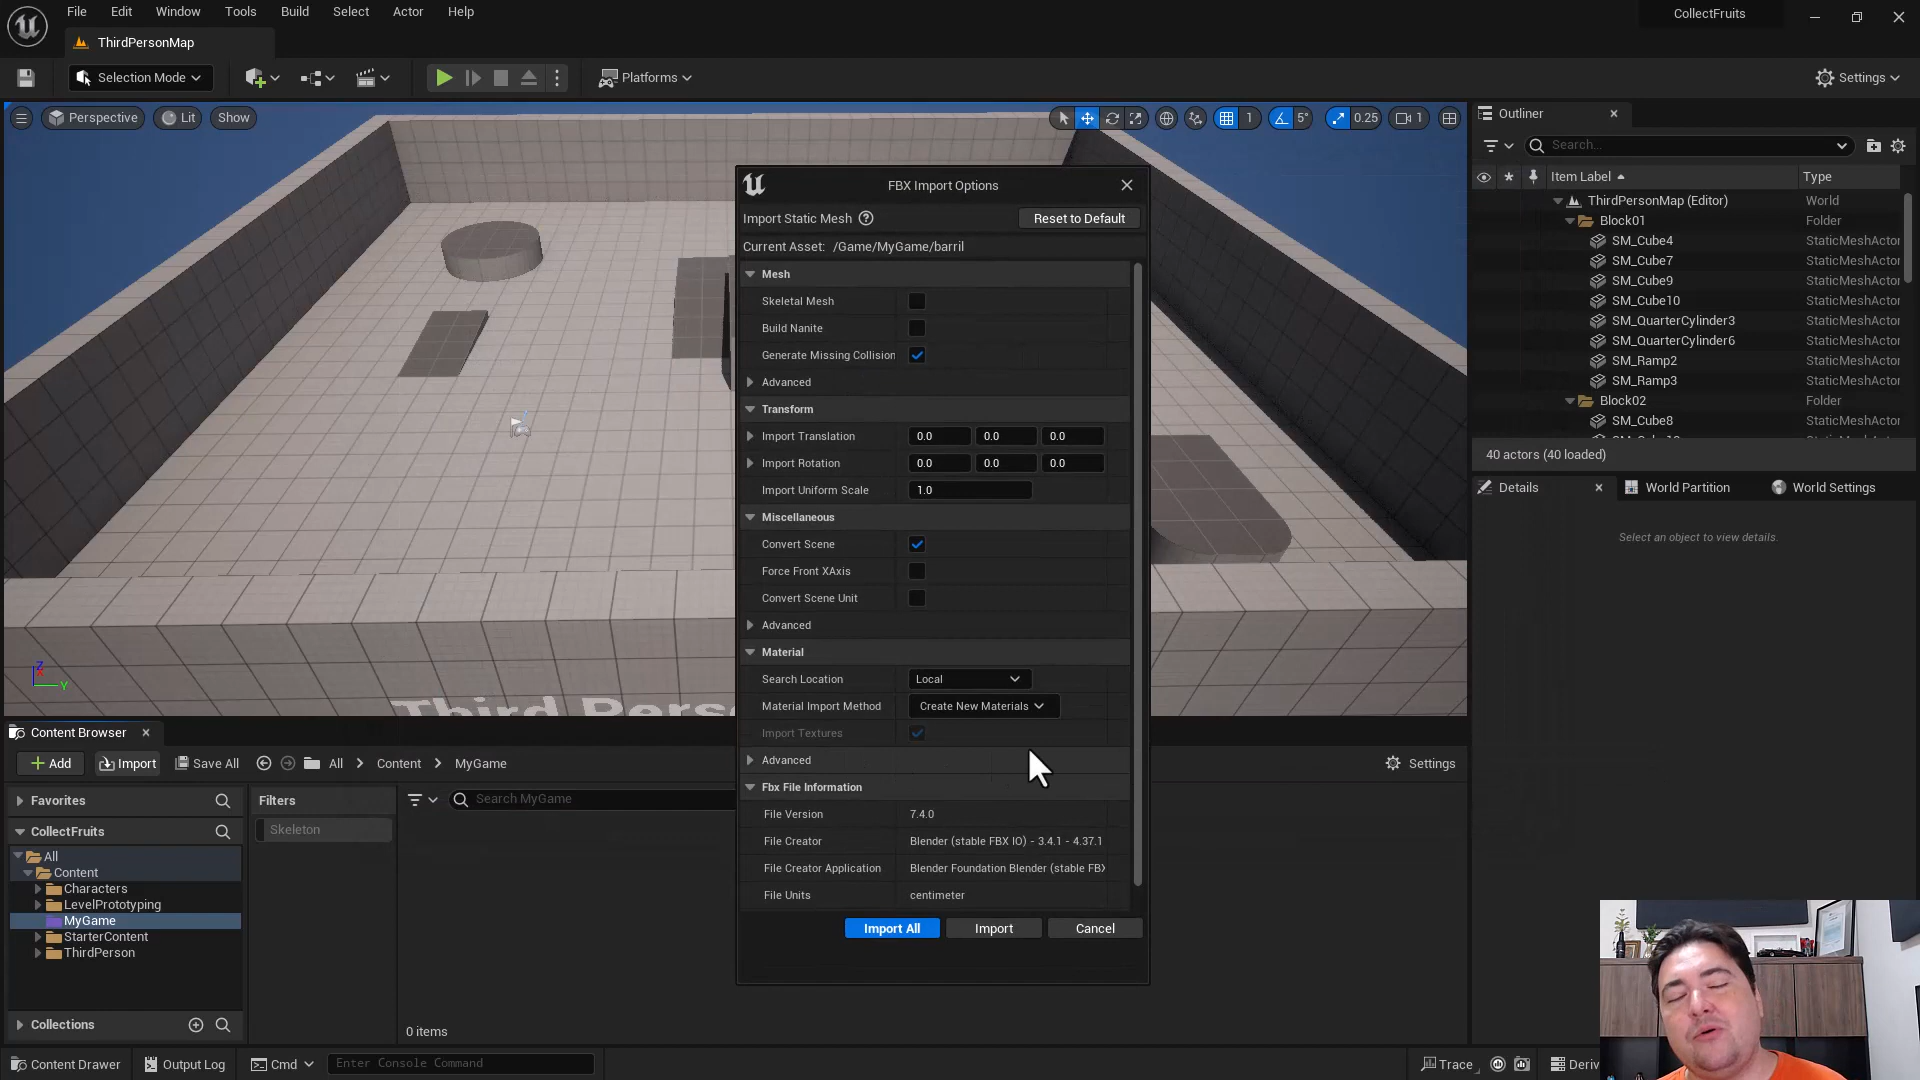 File Edit Window Tools Build Select Actor Help
CollectFruits
ThirdPersonMap
Selection Mode
Platforms
Settings
Perspective Lit Show
1 5° 0.25 1
Third Pers
Outliner
Search...
Item Label Type
ThirdPersonMap (Editor) World
Block01 Folder
SM_Cube4 StaticMeshActor
SM_Cube7 StaticMeshActor
SM_Cube9 StaticMeshActor
SM_Cube10 StaticMeshActor
SM_QuarterCylinder3 StaticMeshActor
SM_QuarterCylinder6 StaticMeshActor
SM_Ramp2 StaticMeshActor
SM_Ramp3 StaticMeshActor
Block02 Folder
SM_Cube8 StaticMeshActor
40 actors (40 loaded)
Details World Partition World Settings
Select an object to view details.
FBX Import Options
Import Static Mesh Reset to Default
Current Asset: /Game/MyGame/barril
Mesh
Skeletal Mesh
Build Nanite
Generate Missing Collision
Advanced
Transform
Import Translation 0.0 0.0 0.0
Import Rotation 0.0 0.0 0.0
Import Uniform Scale 1.0
Miscellaneous
Convert Scene
Force Front XAxis
Convert Scene Unit
Advanced
Material
Search Location Local
Material Import Method Create New Materials
Import Textures
Advanced
Fbx File Information
File Version 7.4.0
File Creator Blender (stable FBX IO) - 3.4.1 - 4.37.1
File Creator Application Blender Foundation Blender (stable FBX
File Units centimeter
Import All Import Cancel
Z
Y
Content Browser
Add Import Save All All Content MyGame
Settings
Favorites
CollectFruits
All
Content
Characters
LevelPrototyping
MyGame
StarterContent
ThirdPerson
Collections
Filters
Skeleton
Search MyGame
0 items
Content Drawer Output Log Cmd Enter Console Command
Trace Deriv